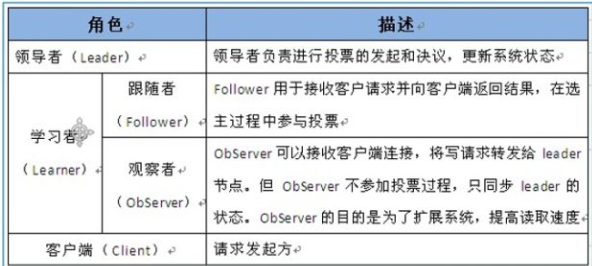 角色 描述
领导者（Leader） 领导者负责进行投票的发起和决议，更新系统状态
学习者
（Learner）
跟随者
（Follower）
Follower 用于接收客户请求并向客户端返回结果，在选
主过程中参与投票
观察者
（ObServer）
ObServer 可以接收客户端连接，将写请求转发给 leader
节点。但 ObServer 不参加投票过程，只同步 leader 的
状态。ObServer 的目的是为了扩展系统，提高读取速度
客户端（Client） 请求发起方